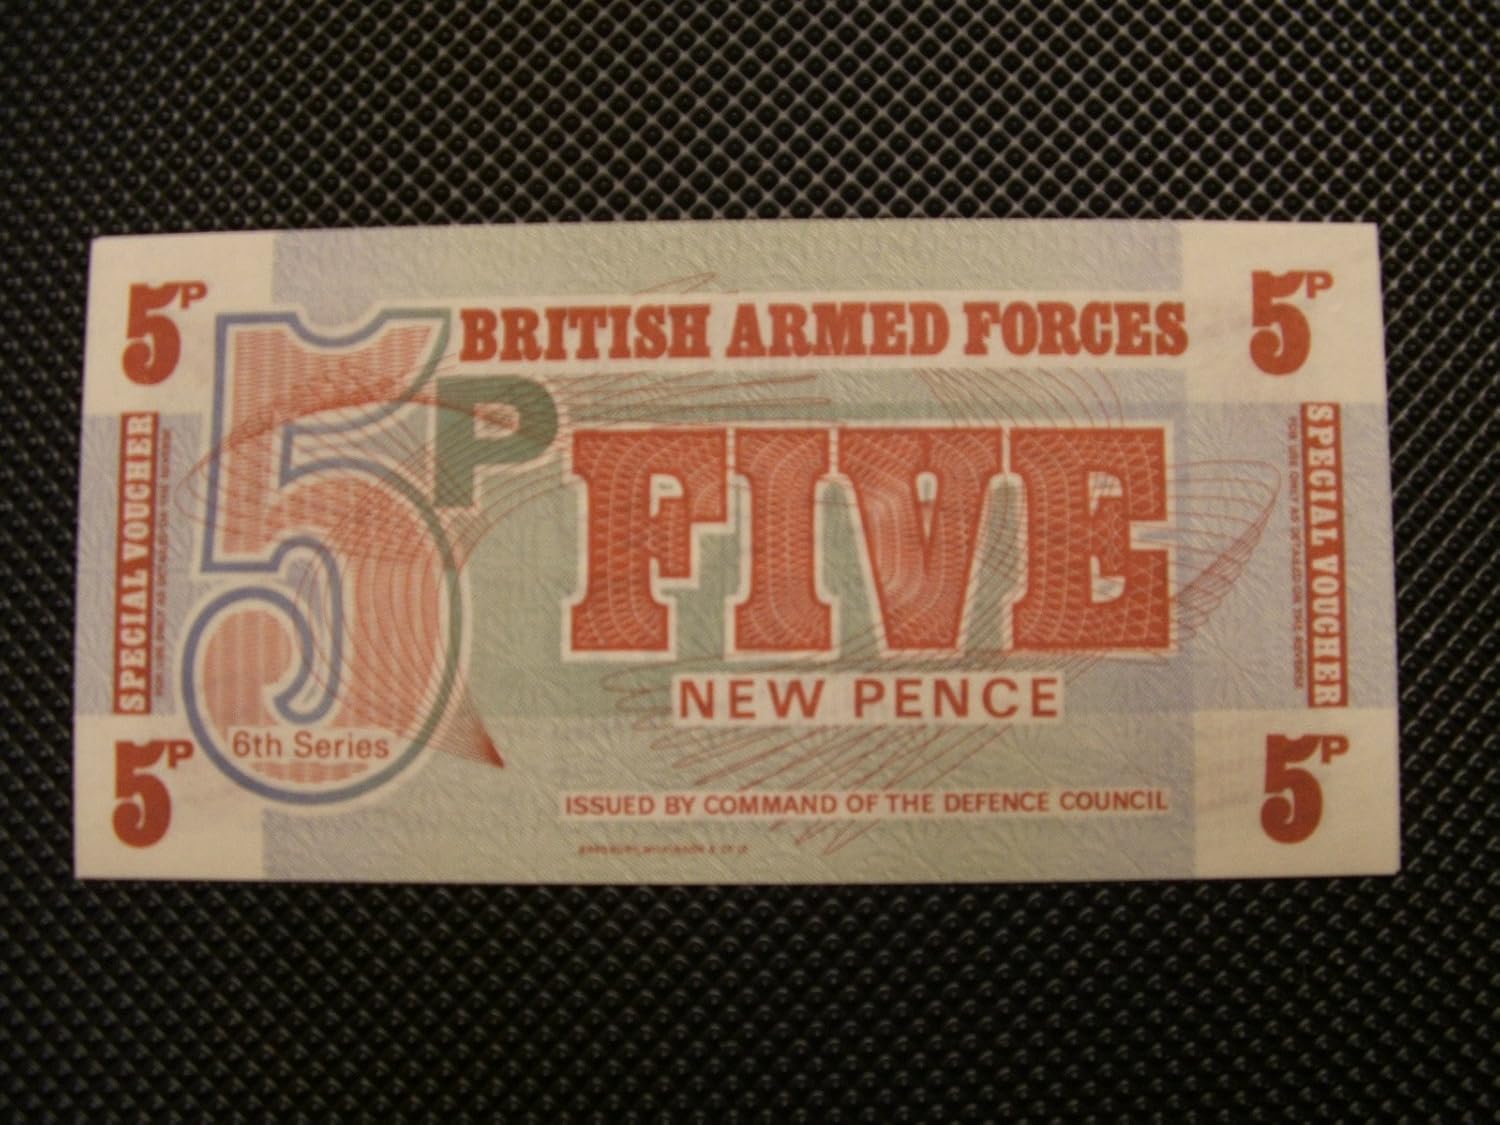 5P
BRITISH ARMED FORCES
5P
5P
FIVE
NEW PENCE
SPECIAL VOUCHER
SPECIAL VOUCHER
6th Series
5P
5P
ISSUED BY COMMAND OF THE DEFENCE COUNCIL